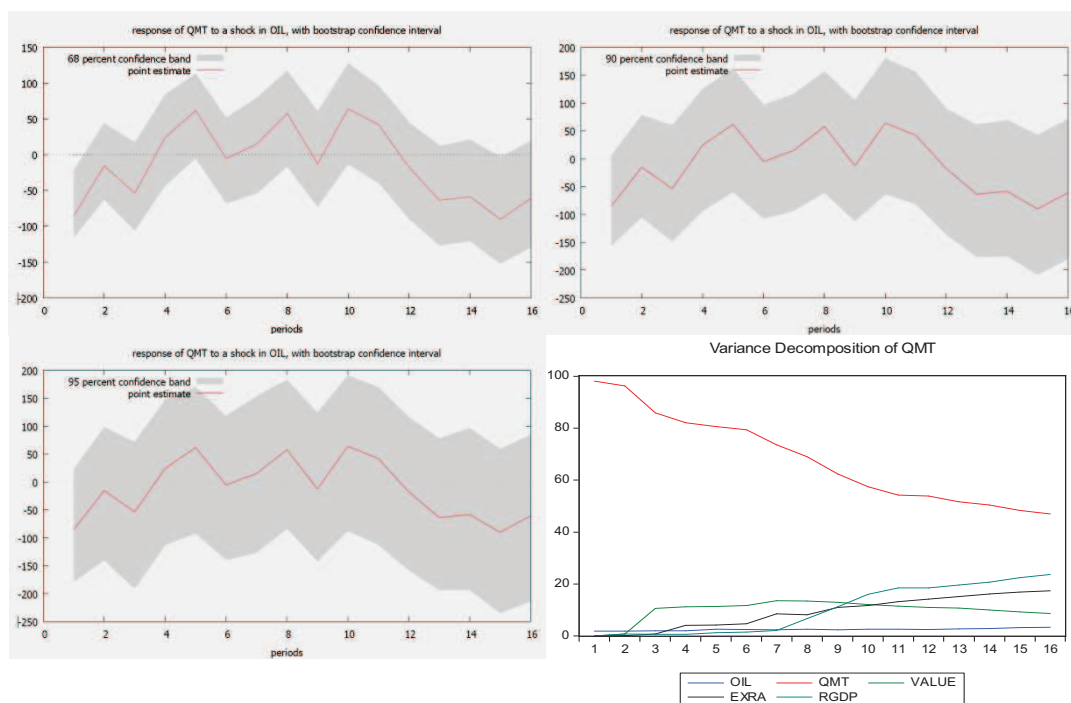 response of QMT to a shock in OIL, with bootstrap confidence interval
150
100
50
0
-50
-100
-150
-200
68 percent confidence band
point estimate
0 2 4 6 8 10 12 14 16
periods
response of QMT to a shock in OIL, with bootstrap confidence interval
200
150
100
50
0
-50
-100
-150
-200
-250
90 percent confidence band
point estimate
0 2 4 6 8 10 12 14 16
periods
response of QMT to a shock in OIL, with bootstrap confidence interval
200
150
100
50
0
-50
-100
-150
-200
-250
95 percent confidence band
point estimate
0 2 4 6 8 10 12 14 16
periods
Variance Decomposition of QMT
100
80
60
40
20
0
1 2 3 4 5 6 7 8 9 10 11 12 13 14 15 16
OIL QMT VALUE
EXRA RGDP